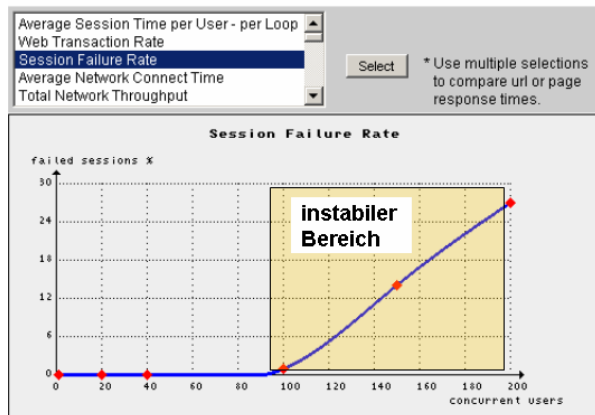 Average Session Time per User - per Loop
Web Transaction Rate
Session Failure Rate
Average Network Connect Time
Total Network Throughput
Select
* Use multiple selections
to compare url or page
response times.
Session Failure Rate
failed sessions %
30
24
18
12
6
0
instabiler
Bereich
0 20 40 60 80 100 120 140 160 180 200
concurrent users